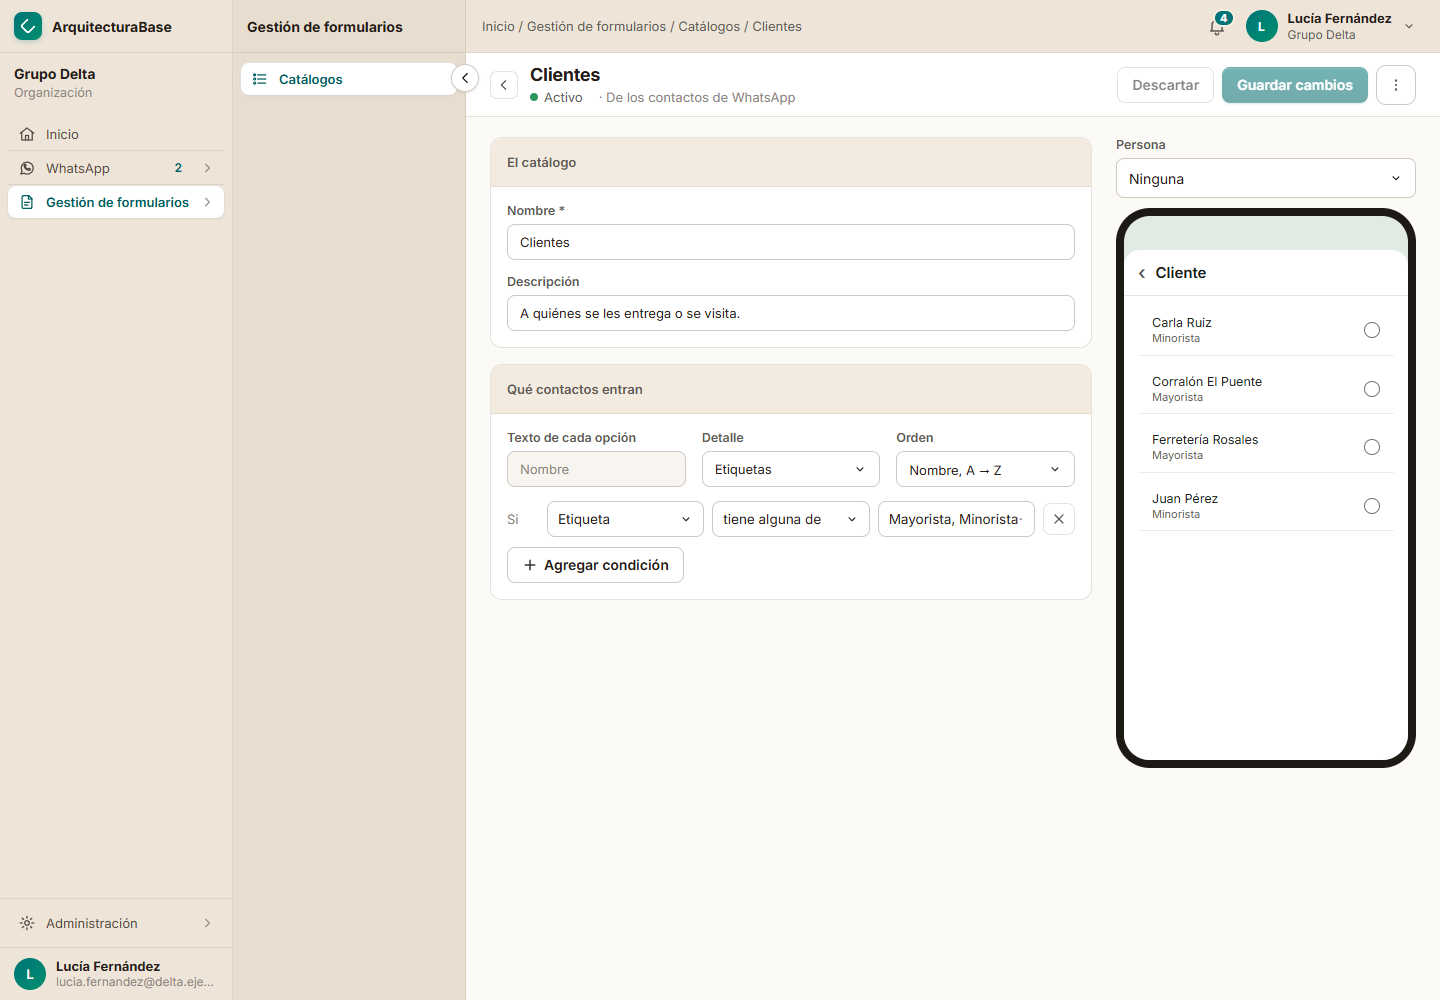 ArquitecturaBase
Grupo Delta
Organización
Inicio
WhatsApp 2
Gestión de formularios
Administración
L
Lucía Fernández
lucia.fernandez@delta.eje...
Gestión de formularios
Catálogos
Inicio / Gestión de formularios / Catálogos / Clientes
4
L
Lucía Fernández
Grupo Delta
Clientes
Activo · De los contactos de WhatsApp
Descartar
Guardar cambios
El catálogo
Nombre *
Clientes
Descripción
A quiénes se les entrega o se visita.
Qué contactos entran
Texto de cada opción Detalle Orden
Nombre Etiquetas Nombre, A → Z
Si Etiqueta tiene alguna de Mayorista, Minorista
Agregar condición
Persona
Ninguna
Cliente
Carla Ruiz
Minorista
Corralón El Puente
Mayorista
Ferretería Rosales
Mayorista
Juan Pérez
Minorista